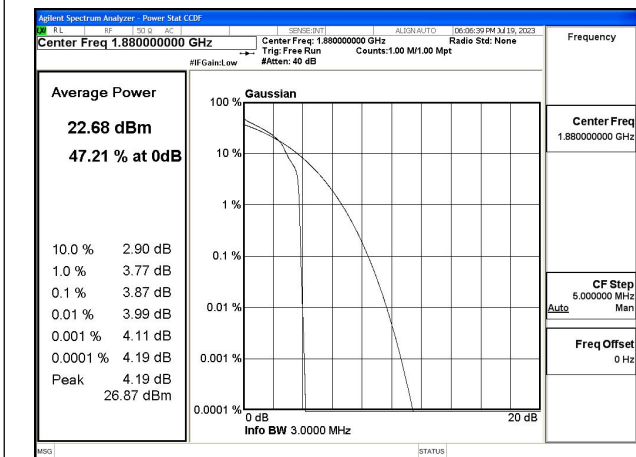 Agilent Spectrum Analyzer - Power Stat CCDF
RL RF 50 Ω AC SENSE:INT ALIGN AUTO 06:06:39 PM Jul 19, 2023
Center Freq 1.880000000 GHz
Center Freq: 1.880000000 GHz Radio Std: None
Trig: Free Run Counts:1.00 M/1.00 Mpt
#IFGain:Low #Atten: 40 dB
Average Power
22.68 dBm
47.21 % at 0dB
10.0 % 2.90 dB
1.0 % 3.77 dB
0.1 % 3.87 dB
0.01 % 3.99 dB
0.001 % 4.11 dB
0.0001 % 4.19 dB
Peak 4.19 dB
26.87 dBm
Gaussian
100 %
10 %
1 %
0.1 %
0.01 %
0.001 %
0.0001 %
0 dB 20 dB
Info BW 3.0000 MHz
Frequency
Center Freq
1.880000000 GHz
CF Step
5.000000 MHz
Auto Man
Freq Offset
0 Hz
MSG STATUS